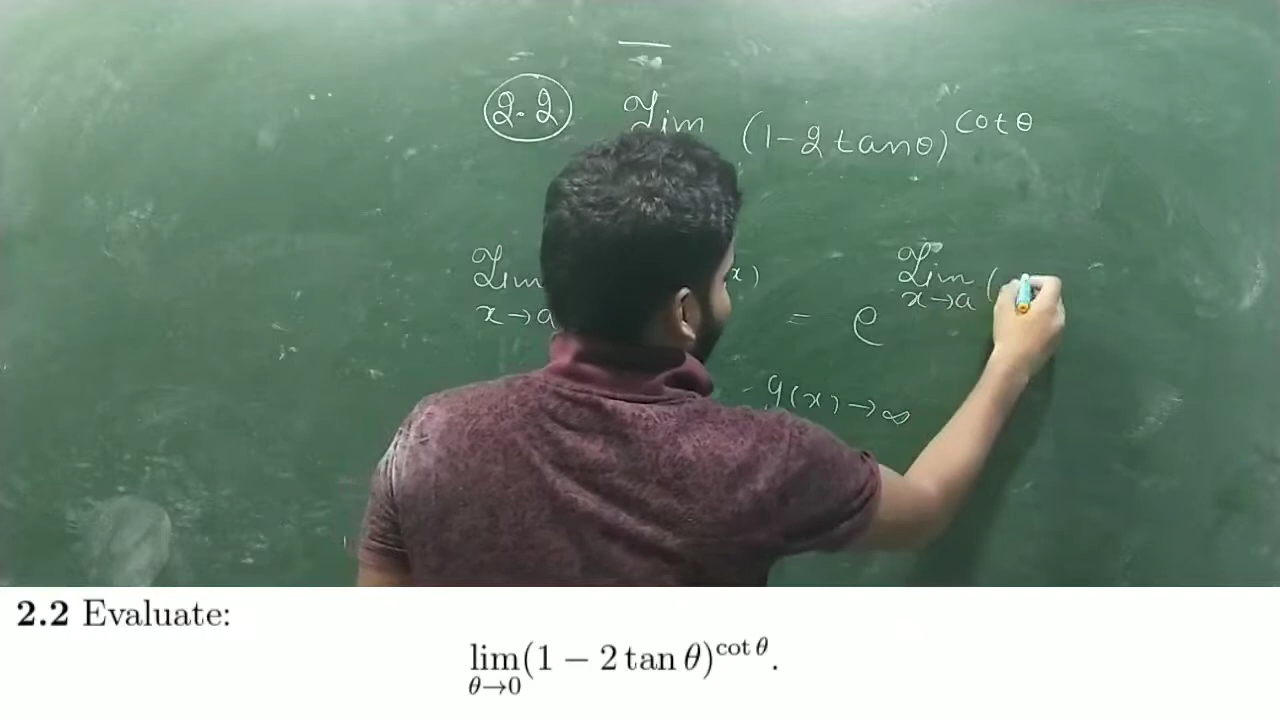 2.2 Lim (1-2tanθ)^cotθ
Lim x) = e^Lim (
x→a x→a
g(x)→∞
2.2 Evaluate:
lim (1 − 2 tan θ)^cot θ.
θ→0